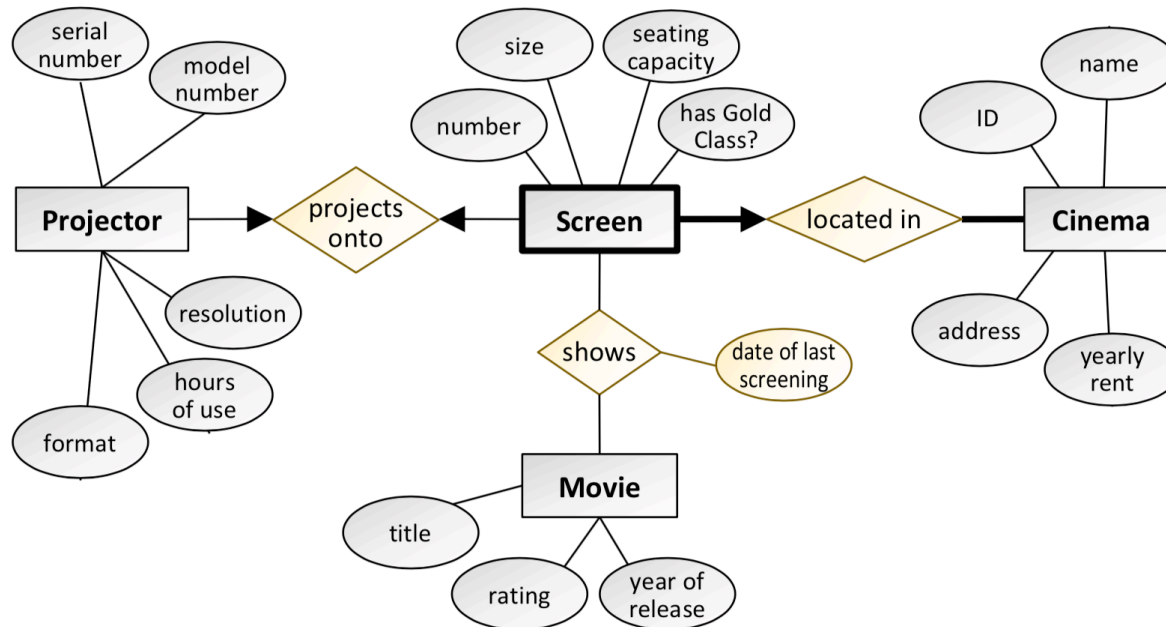 serial
number
model
number
size
seating
capacity
number
has Gold
Class?
name
ID
Projector
projects
onto
Screen
located in
Cinema
resolution
hours
of use
format
shows
date of last
screening
address
yearly
rent
Movie
title
rating
year of
release